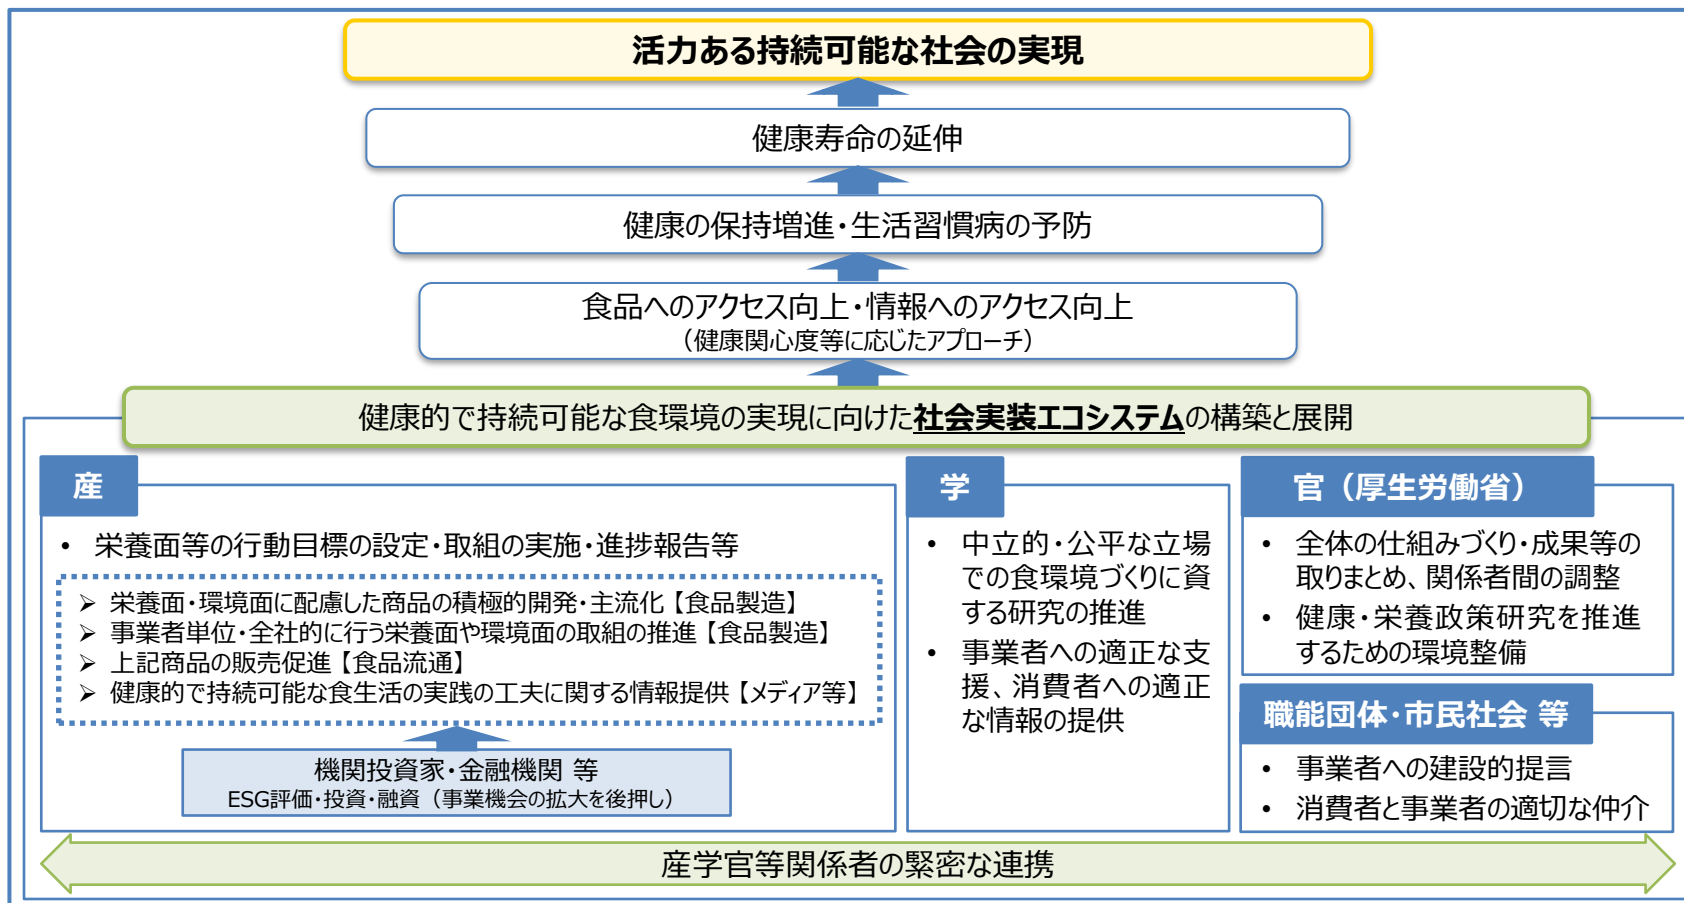 活力ある持続可能な社会の実現
健康寿命の延伸
健康の保持増進・生活習慣病の予防
食品へのアクセス向上・情報へのアクセス向上
（健康関心度等に応じたアプローチ）
健康的で持続可能な食環境の実現に向けた社会実装エコシステムの構築と展開
産
• 栄養面等の行動目標の設定・取組の実施・進捗報告等
➢ 栄養面・環境面に配慮した商品の積極的開発・主流化【食品製造】
➢ 事業者単位・全社的に行う栄養面や環境面の取組の推進【食品製造】
➢ 上記商品の販売促進【食品流通】
➢ 健康的で持続可能な食生活の実践の工夫に関する情報提供【メディア等】
機関投資家・金融機関 等
ESG評価・投資・融資（事業機会の拡大を後押し）
学
• 中立的・公平な立場
での食環境づくりに資
する研究の推進
• 事業者への適正な支
援、消費者への適正
な情報の提供
官（厚生労働省）
• 全体の仕組みづくり・成果等の
取りまとめ、関係者間の調整
• 健康・栄養政策研究を推進
するための環境整備
職能団体・市民社会 等
• 事業者への建設的提言
• 消費者と事業者の適切な仲介
産学官等関係者の緊密な連携